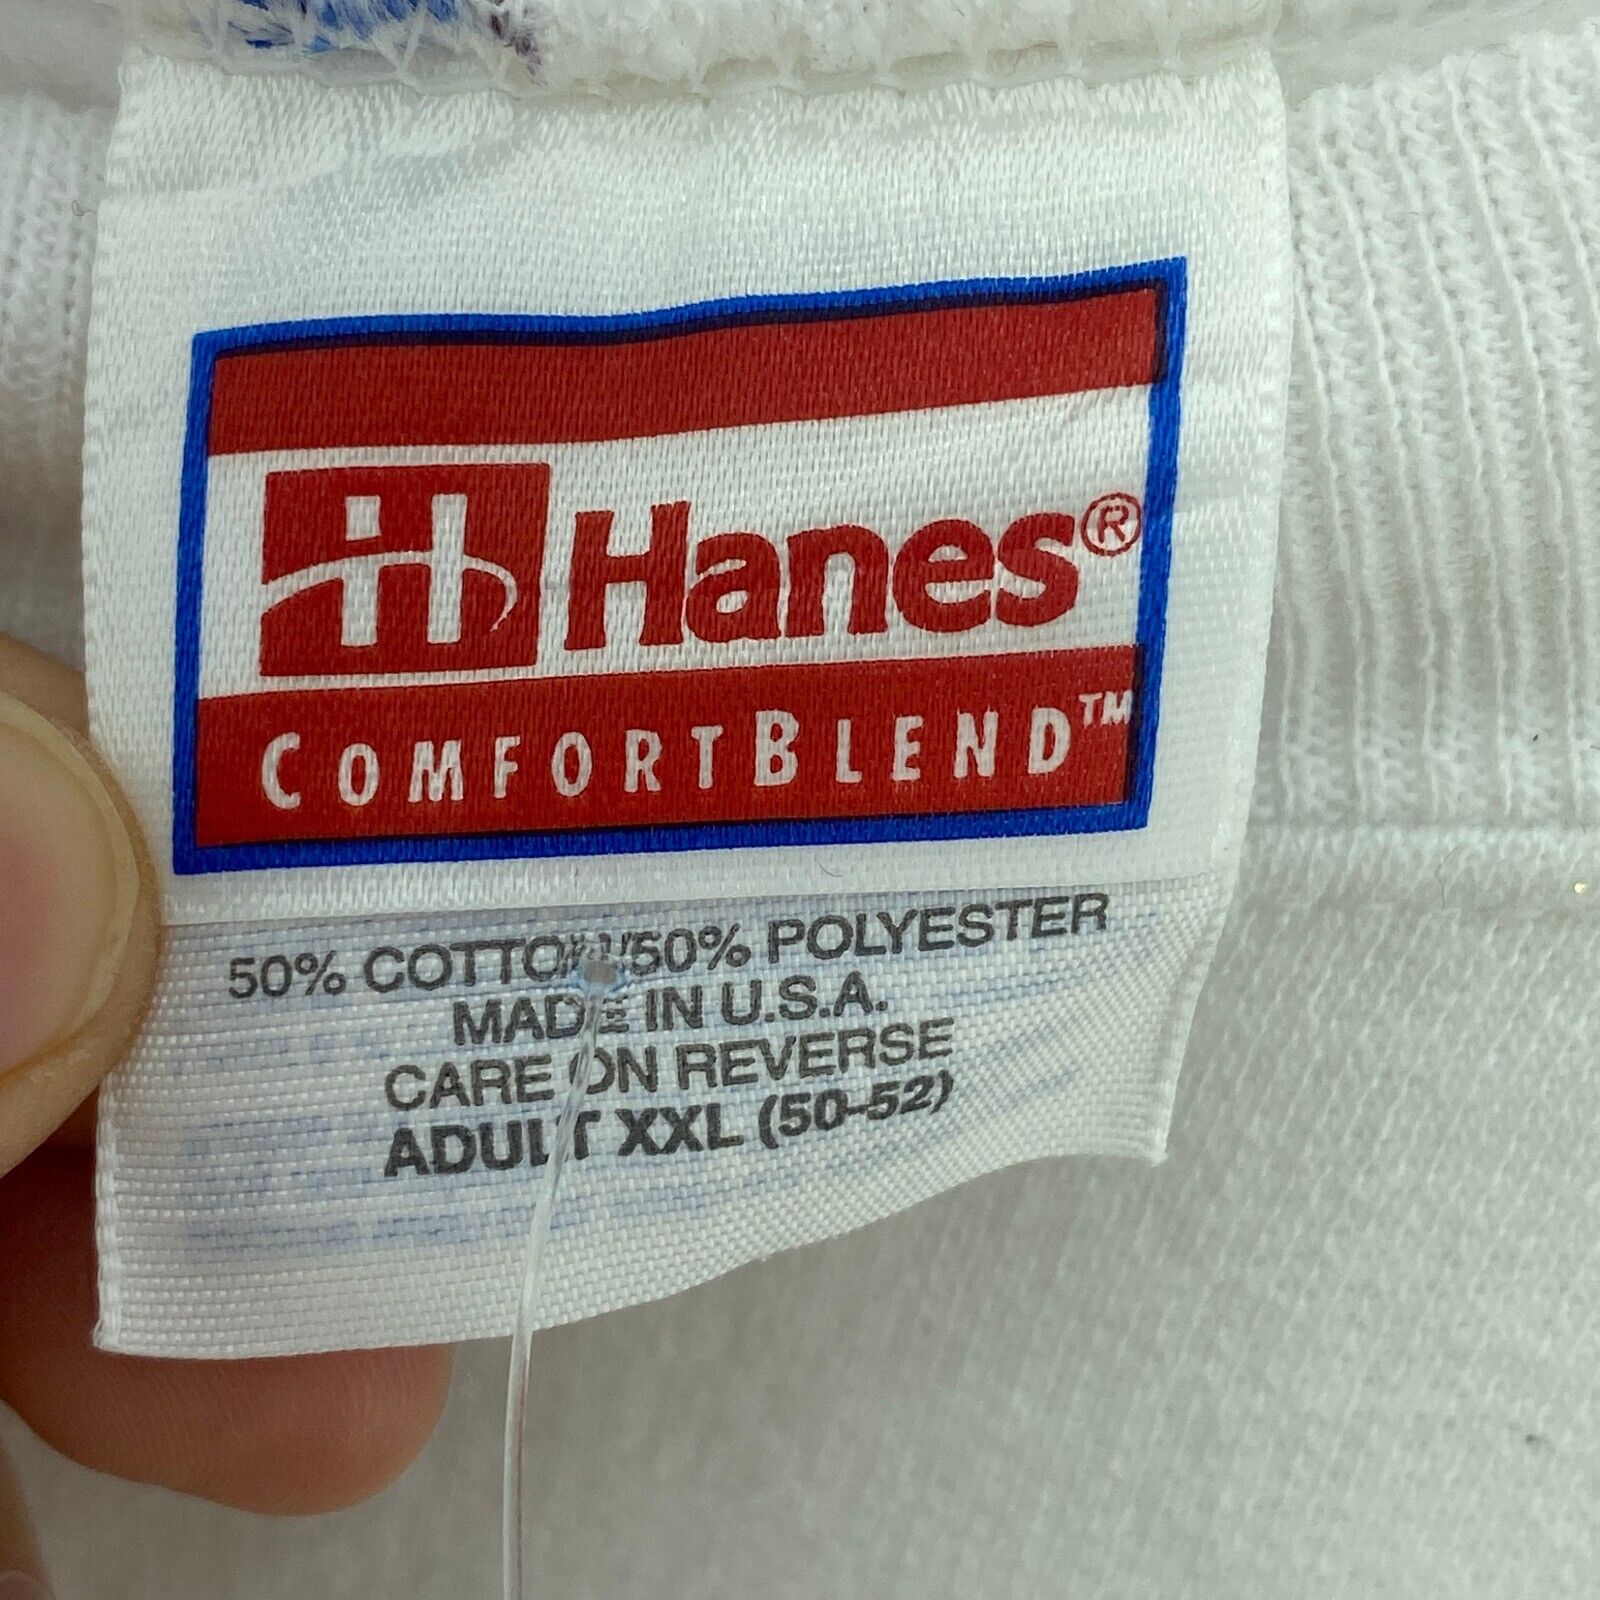 H Hanes®
COMFORTBLEND™
50% COTTON/50% POLYESTER
MADE IN U.S.A.
CARE ON REVERSE
ADULT XXL (50-52)